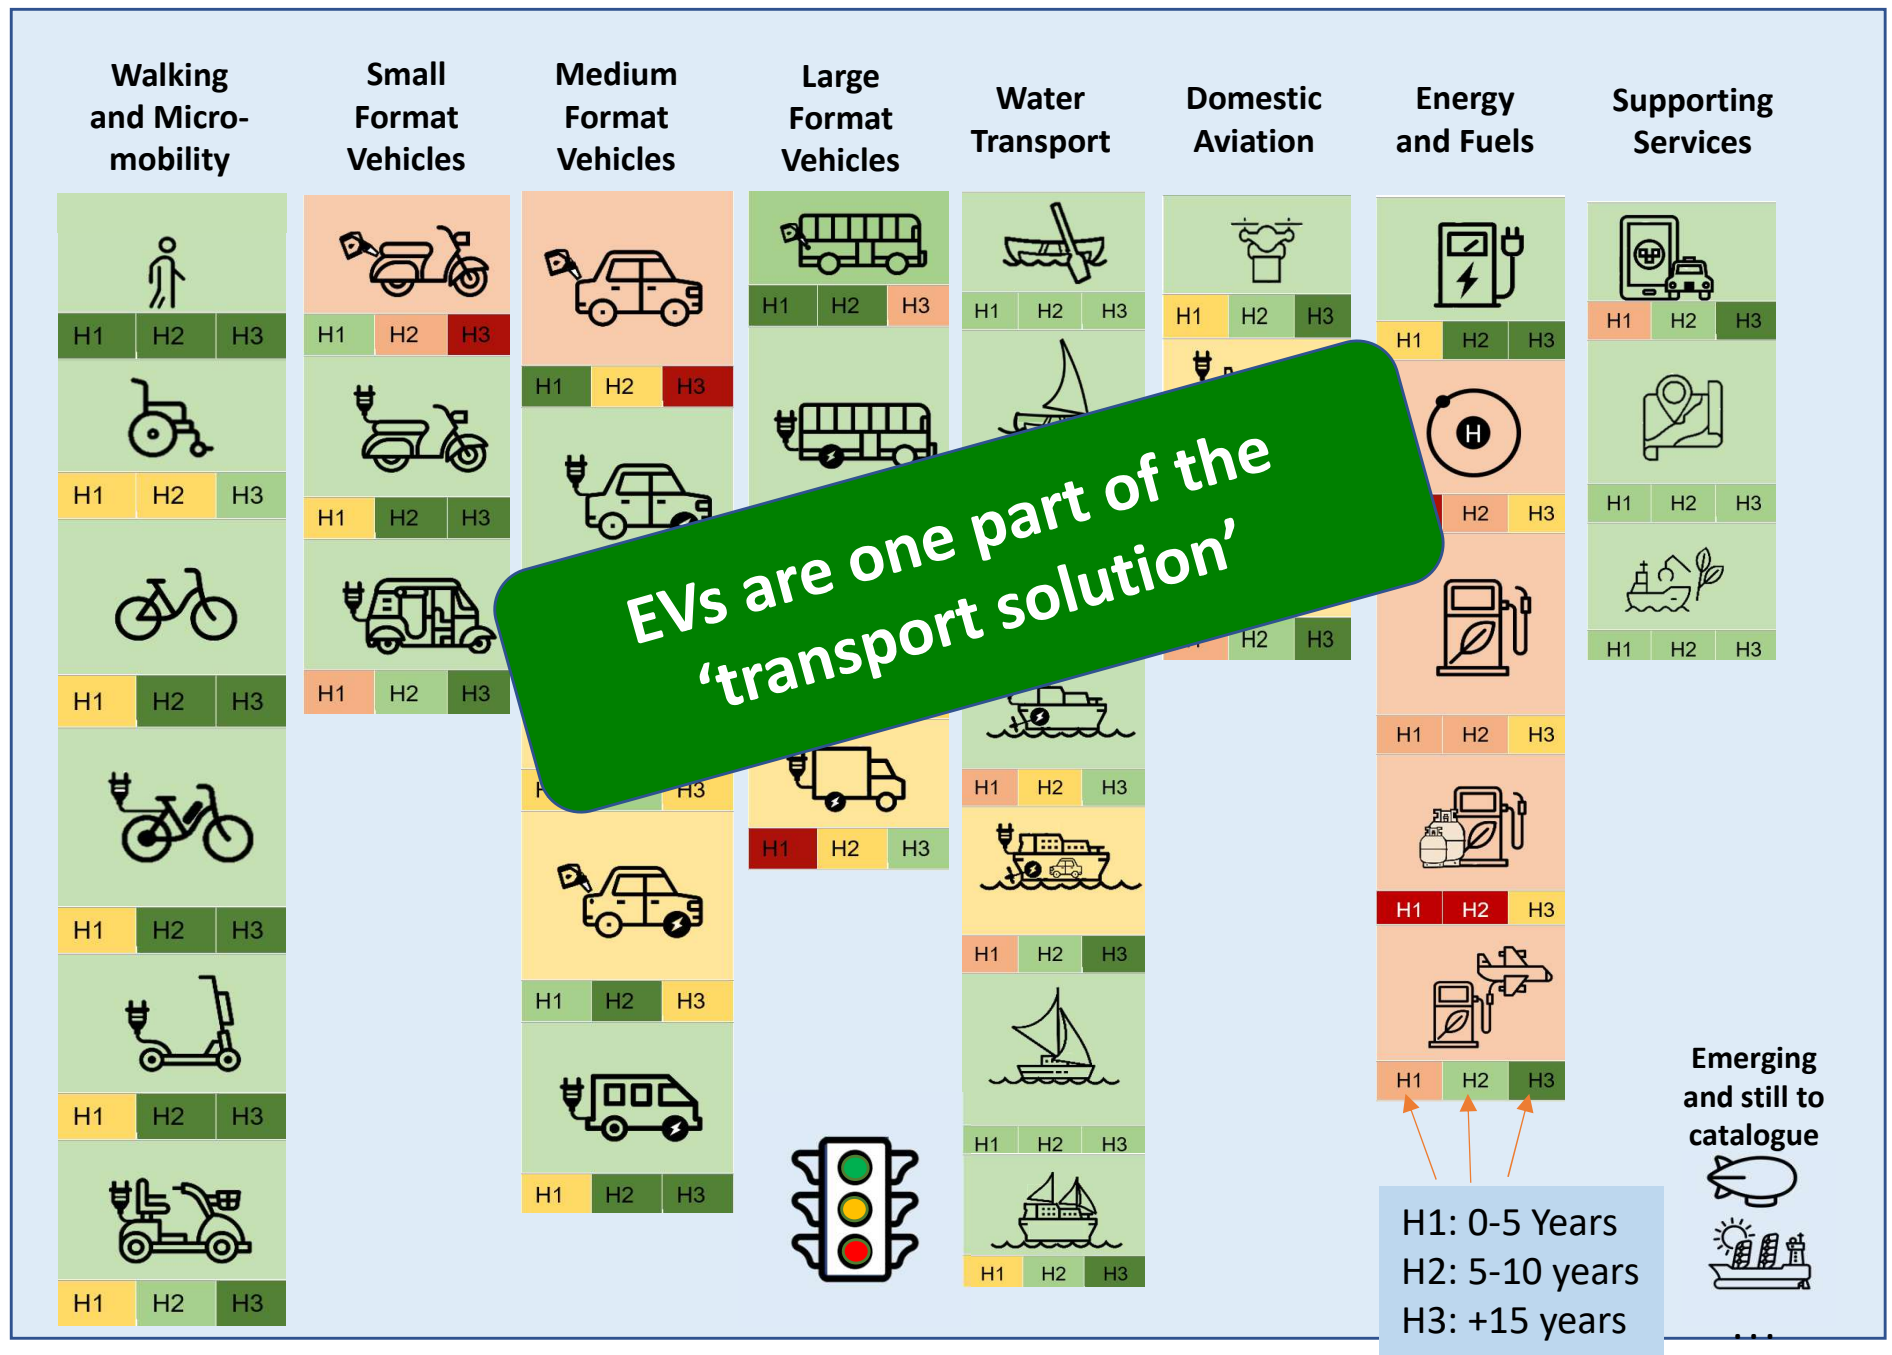 Walking
and Micro-
mobility
Small
Format
Vehicles
Medium
Format
Vehicles
Large
Format
Vehicles
Water
Transport
Domestic
Aviation
Energy
and Fuels
Supporting
Services
H1 H2 H3
H1 H2 H3
H1 H2 H3
H1 H2 H3
H1 H2 H3
H1 H2 H3
H1 H2 H3
H1 H2 H3
H1 H2 H3
H1 H2 H3
H3
H1 H2 H3
H1 H2 H3
H1 H2 H3
H1 H2 H3
H1 H2 H3
H1 H2 H3
H1 H2 H3
H1 H2 H3
H1 H2 H3
H1 H2 H3
H2 H3
H1 H2 H3
H
H2 H3
H1 H2 H3
H1 H2 H3
H1 H2 H3
H1 H2 H3
H1 H2 H3
H1 H2 H3
EVs are one part of the
‘transport solution’
H1: 0-5 Years
H2: 5-10 years
H3: +15 years
Emerging
and still to
catalogue
...